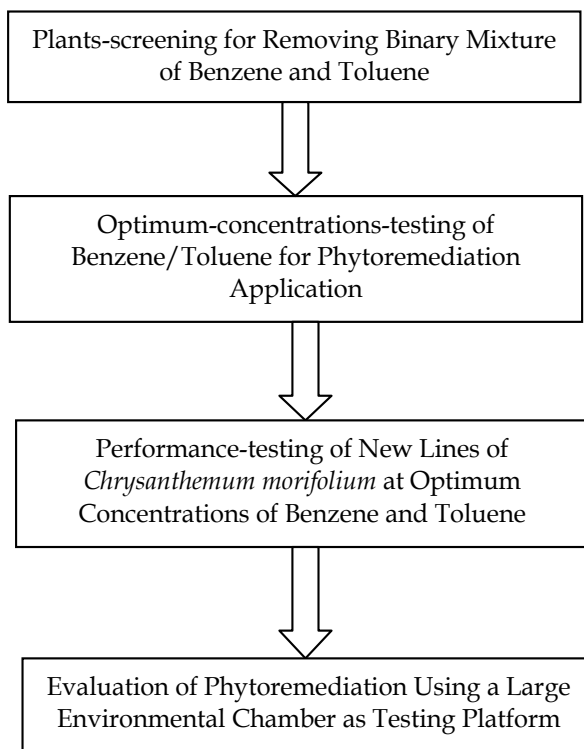 Plants-screening for Removing Binary Mixture
of Benzene and Toluene
Optimum-concentrations-testing of
Benzene/Toluene for Phytoremediation
Application
Performance-testing of New Lines of
Chrysanthemum morifolium at Optimum
Concentrations of Benzene and Toluene
Evaluation of Phytoremediation Using a Large
Environmental Chamber as Testing Platform